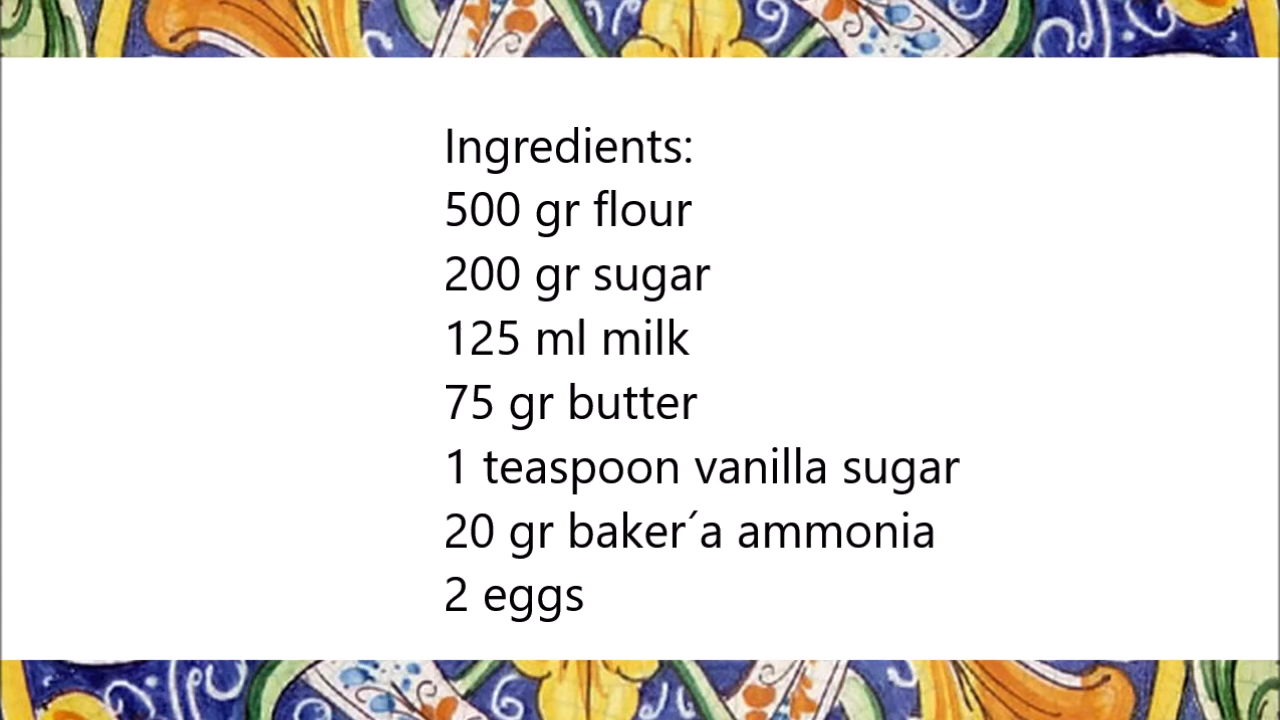 Ingredients:
500 gr flour
200 gr sugar
125 ml milk
75 gr butter
1 teaspoon vanilla sugar
20 gr baker´a ammonia
2 eggs